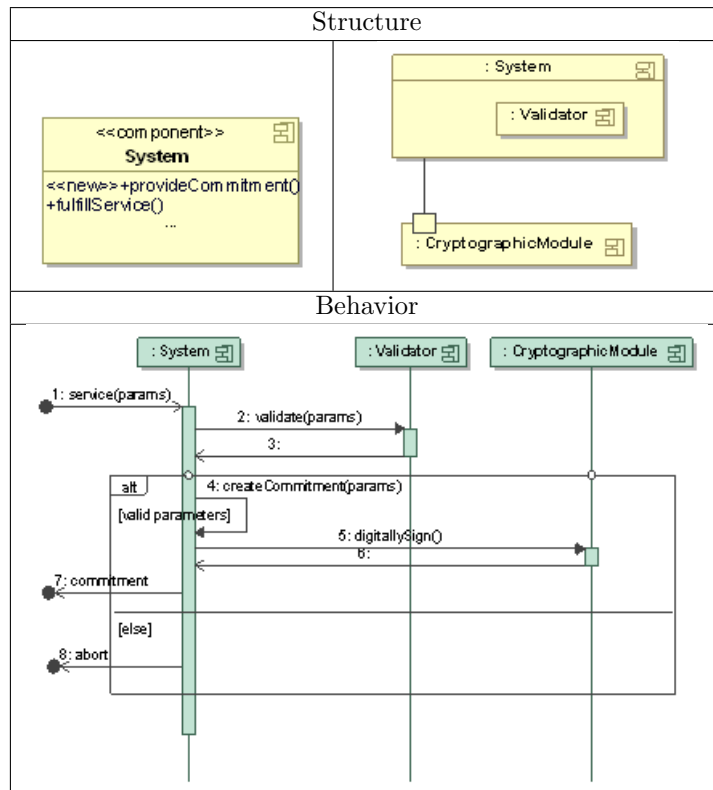 Structure
<<component>>
System
<<new>>+provideCommitment()
+fulfillService()
...
: System
: Validator
: CryptographicModule
Behavior
: System
: Validator
: CryptographicModule
1: service(params)
2: validate(params)
3:
alt
4: createCommitment(params)
[valid parameters]
5: digitallySign()
6:
7: commitment
[else]
8: abort